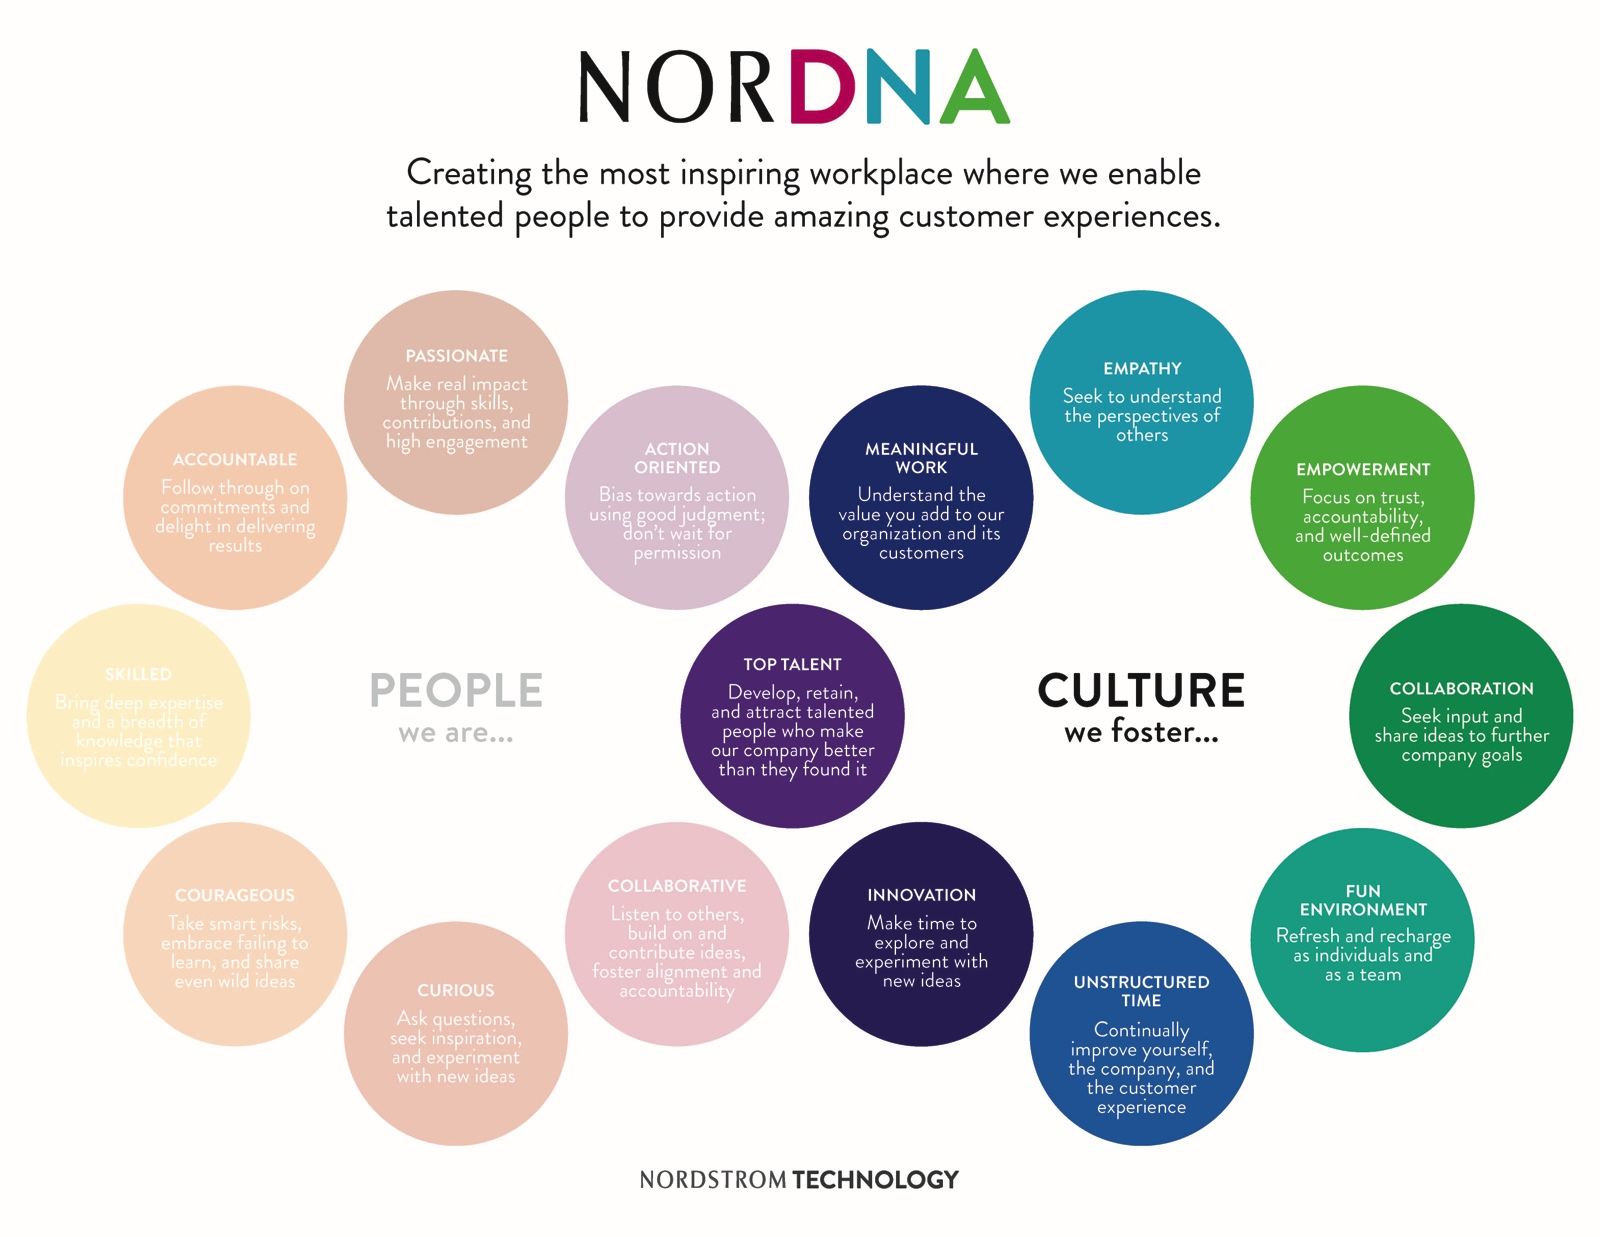 NORDNA
Creating the most inspiring workplace where we enable
talented people to provide amazing customer experiences.
PASSIONATE
Make real impact
through skills,
contributions, and
high engagement
ACCOUNTABLE
Follow through on
commitments and
delight in delivering
results
ACTION
ORIENTED
Bias towards action
using good judgment;
don't wait for
permission
SKILLED
Bring deep expertise
and a breadth of
knowledge that
inspires confidence
PEOPLE
we are...
COURAGEOUS
Take smart risks,
embrace failing to
learn, and share
even wild ideas
CURIOUS
Ask questions,
seek inspiration,
and experiment
with new ideas
COLLABORATIVE
Listen to others,
build on and
contribute ideas,
foster alignment and
accountability
TOP TALENT
Develop, retain,
and attract talented
people who make
our company better
than they found it
MEANINGFUL
WORK
Understand the
value you add to our
organization and its
customers
EMPATHY
Seek to understand
the perspectives of
others
EMPOWERMENT
Focus on trust,
accountability,
and well-defined
outcomes
CULTURE
we foster...
COLLABORATION
Seek input and
share ideas to further
company goals
INNOVATION
Make time to
explore and
experiment with
new ideas
UNSTRUCTURED
TIME
Continually
improve yourself,
the company, and
the customer
experience
FUN
ENVIRONMENT
Refresh and recharge
as individuals and
as a team
NORDSTROM TECHNOLOGY